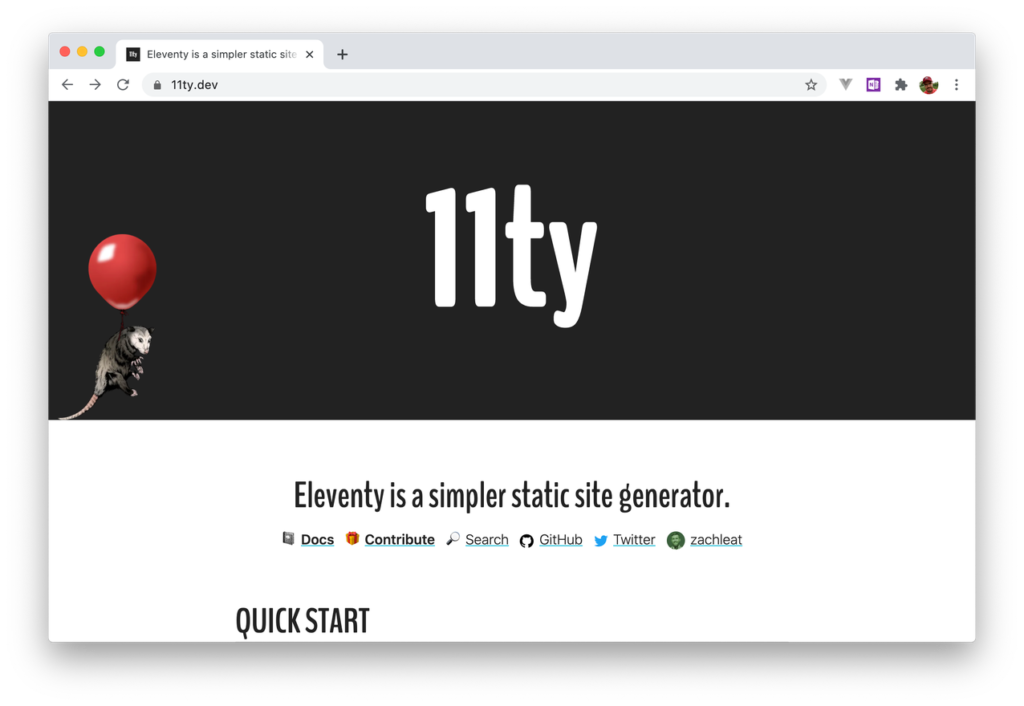 Eleventy is a simpler static site
11ty.dev
11ty
Eleventy is a simpler static site generator.
Docs Contribute Search GitHub Twitter zachleat
QUICK START